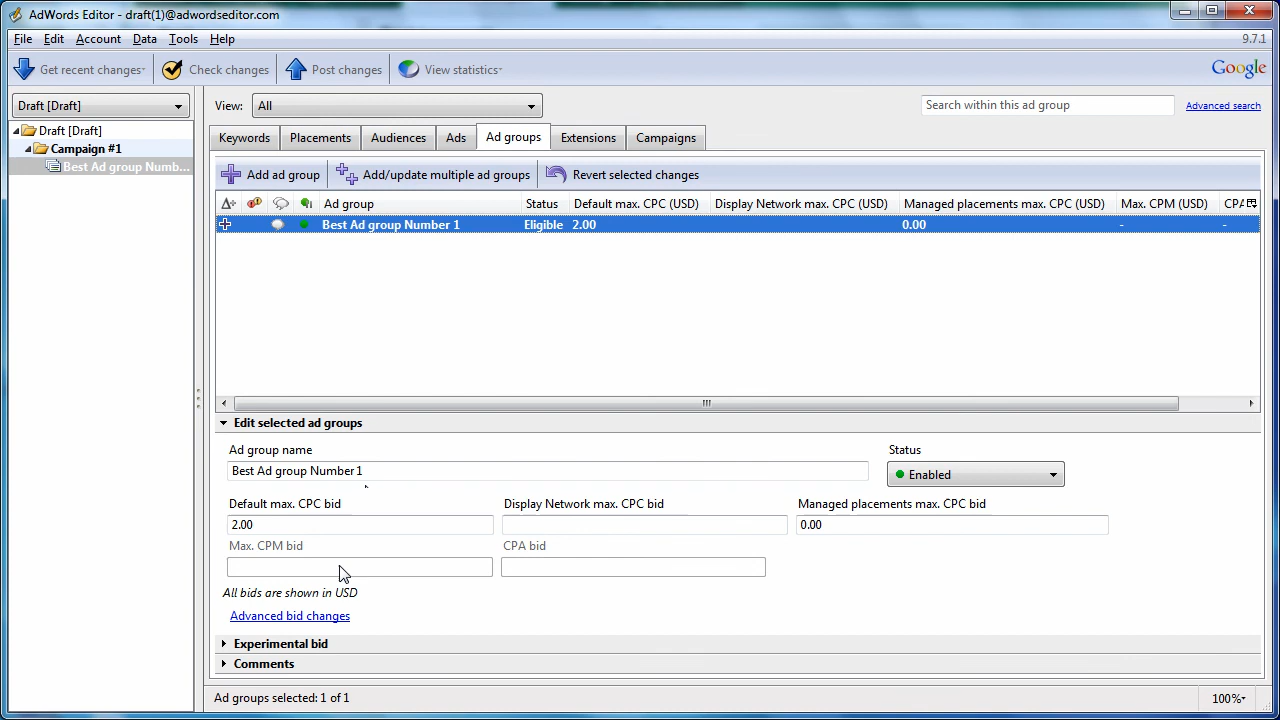 AdWords Editor - draft(1)@adwordseditor.com
File Edit Account Data Tools Help 9.7.1
Get recent changes Check changes Post changes View statistics Google
Draft [Draft] View: All Search within this ad group Advanced search
Draft [Draft]
Campaign #1
Best Ad group Numb...
Keywords Placements Audiences Ads Ad groups Extensions Campaigns
Add ad group Add/update multiple ad groups Revert selected changes
Ad group Status Default max. CPC (USD) Display Network max. CPC (USD) Managed placements max. CPC (USD) Max. CPM (USD) CPA
Best Ad group Number 1 Eligible 2.00 0.00 - -
Edit selected ad groups
Ad group name Status
Best Ad group Number 1 Enabled
Default max. CPC bid Display Network max. CPC bid Managed placements max. CPC bid
2.00 0.00
Max. CPM bid CPA bid
All bids are shown in USD
Advanced bid changes
Experimental bid
Comments
Ad groups selected: 1 of 1 100%